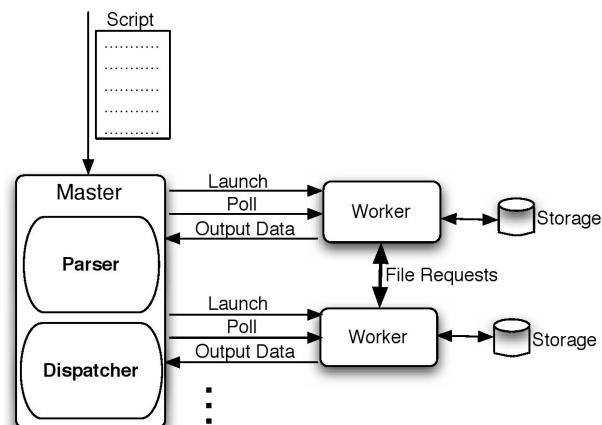 Script
Master
Parser
Dispatcher
Launch
Poll
Output Data
Worker
Storage
File Requests
Launch
Poll
Output Data
Worker
Storage